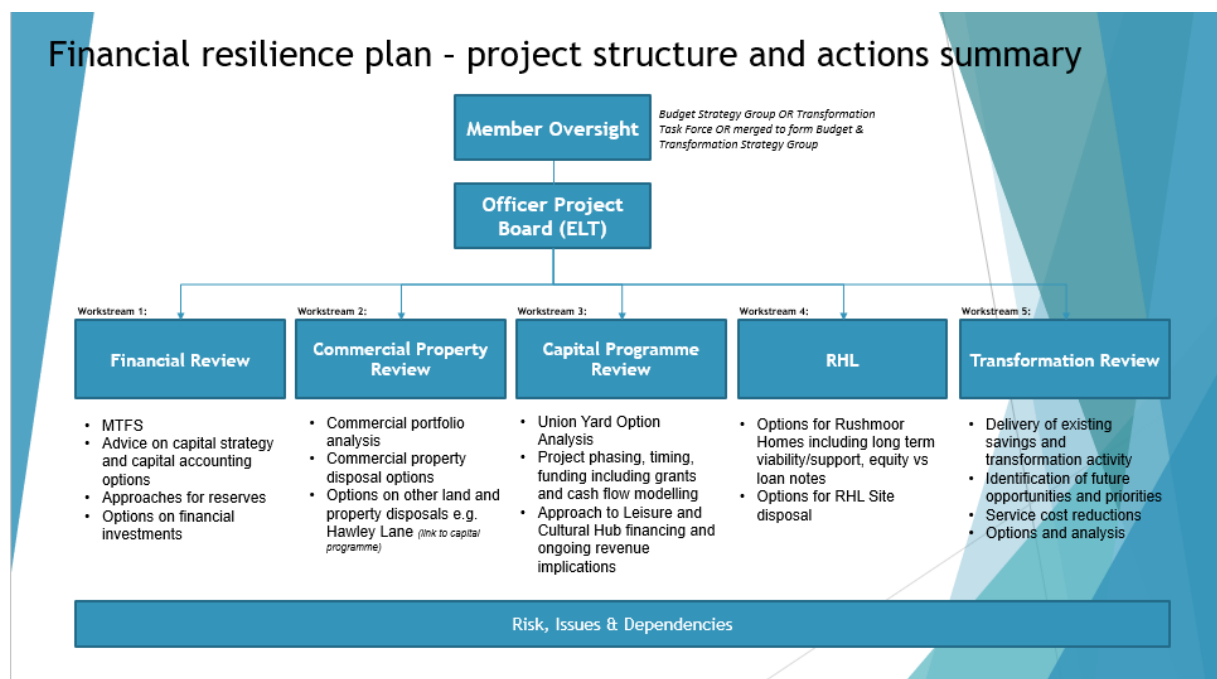 Financial resilience plan – project structure and actions summary
Member Oversight
Budget Strategy Group OR Transformation
Task Force OR merged to form Budget &
Transformation Strategy Group
Officer Project
Board (ELT)
Workstream 1:
Financial Review
• MTFS
• Advice on capital strategy
and capital accounting
options
• Approaches for reserves
• Options on financial
investments
Workstream 2:
Commercial Property
Review
• Commercial portfolio
analysis
• Commercial property
disposal options
• Options on other land and
property disposals e.g.
Hawley Lane (link to capital
programme)
Workstream 3:
Capital Programme
Review
• Union Yard Option
Analysis
• Project phasing, timing,
funding including grants
and cash flow modelling
• Approach to Leisure and
Cultural Hub financing and
ongoing revenue
implications
Workstream 4:
RHL
• Options for Rushmoor
Homes including long term
viability/support, equity vs
loan notes
• Options for RHL Site
disposal
Workstream 5:
Transformation Review
• Delivery of existing
savings and
transformation activity
• Identification of future
opportunities and priorities
• Service cost reductions
• Options and analysis
Risk, Issues & Dependencies